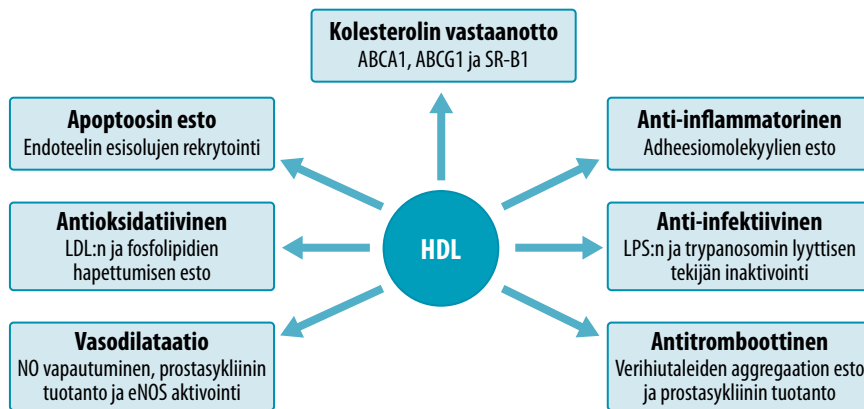 Kolesterolin vastaanotto
ABCA1, ABCG1 ja SR-B1
Apoptoosin esto
Endoteelin esisolujen rekrytointi
Anti-inflammatorinen
Adheesiomolekyylien esto
Antioksidatiivinen
LDL:n ja fosfolipidien
hapettumisen esto
HDL
Anti-infektiivinen
LPS:n ja trypanosomin lyyttisen
tekijän inaktivointi
Vasodilataatio
NO vapautuminen, prostasykliinin
tuotanto ja eNOS aktivointi
Antitromboottinen
Verihiutaleiden aggregaation esto
ja prostasykliinin tuotanto